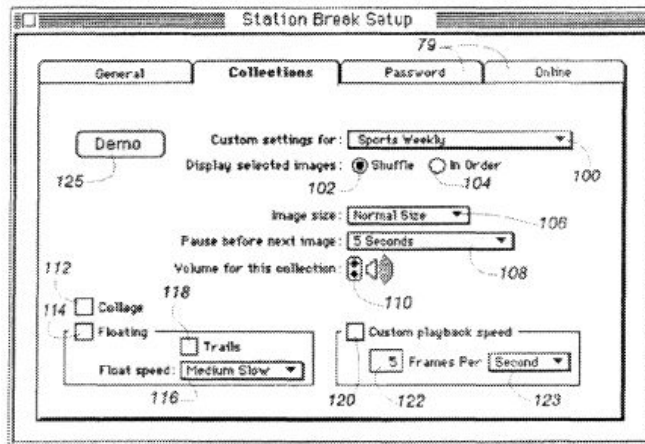 Station Break Setup
79
General Collections Password Online
Demo
Custom settings for: Sports Weekly
125
Display selected images: Shuffle In Order
100
102 104
Image size: Normal Size
106
Pause before next image: 5 Seconds
108
Volume for this collection:
110
112
Collage
118
114
Floating
Trails
Float speed: Medium Slow
116
Custom playback speed
5 Frames Per Second
120 122 123